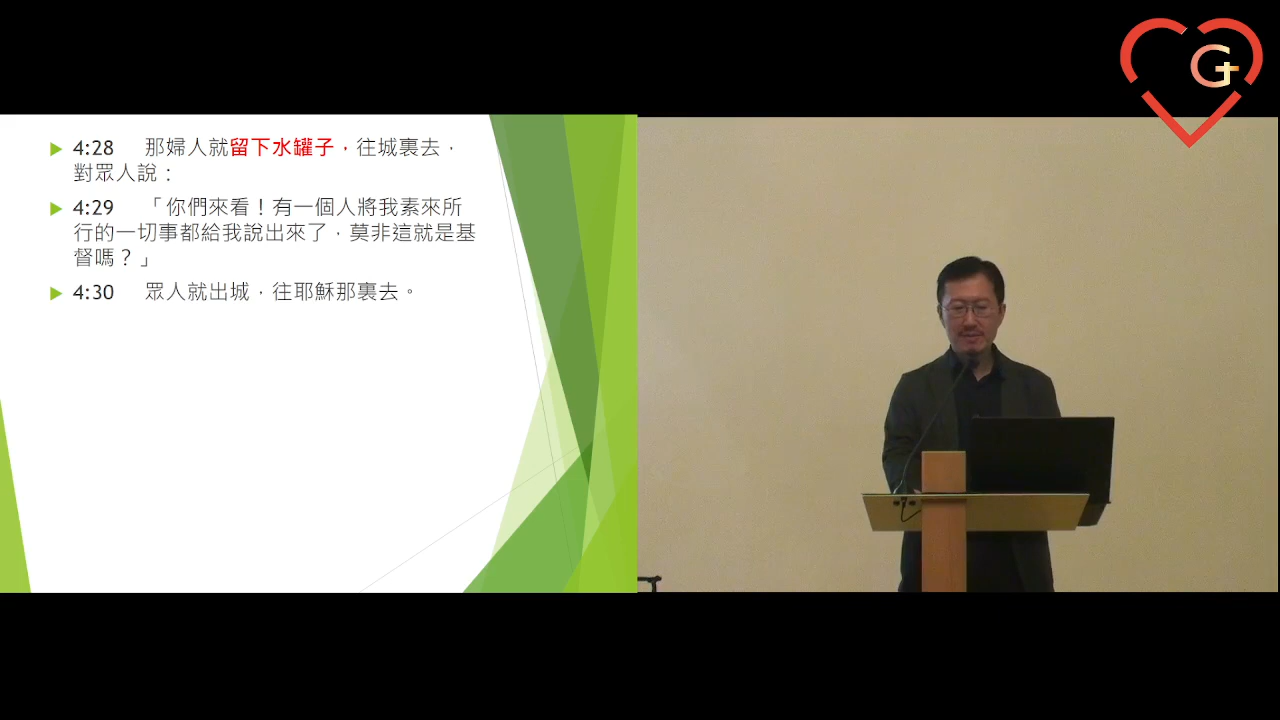 4:28 那婦人就留下水罐子，往城裏去，
對眾人說：
4:29 「你們來看！有一個人將我素來所
行的一切事都給我說出來了，莫非這就是基
督嗎？」
4:30 眾人就出城，往耶穌那裏去。
G